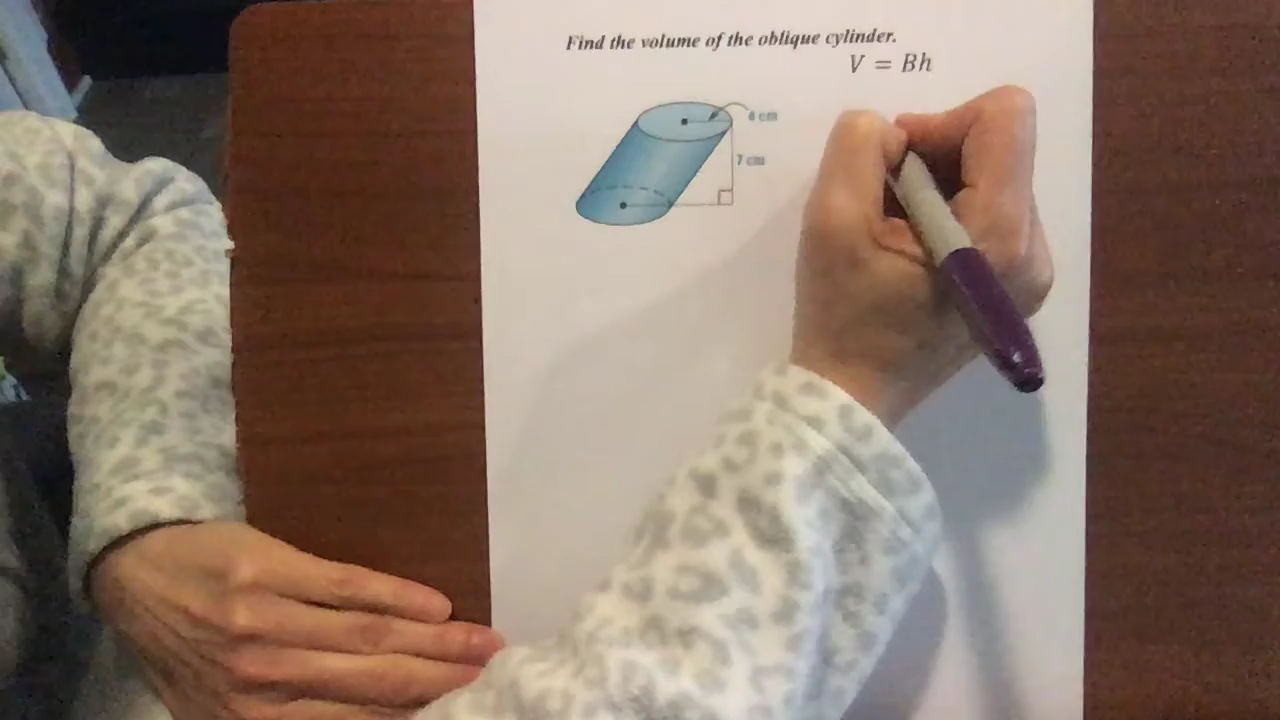 Find the volume of the oblique cylinder.
V = Bh
4 cm
7 cm